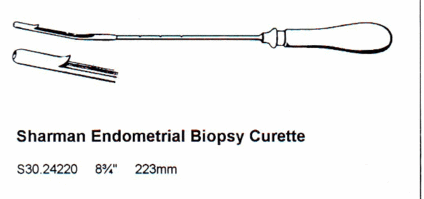 Sharman Endometrial Biopsy Curette
S30.24220 8¾" 223mm